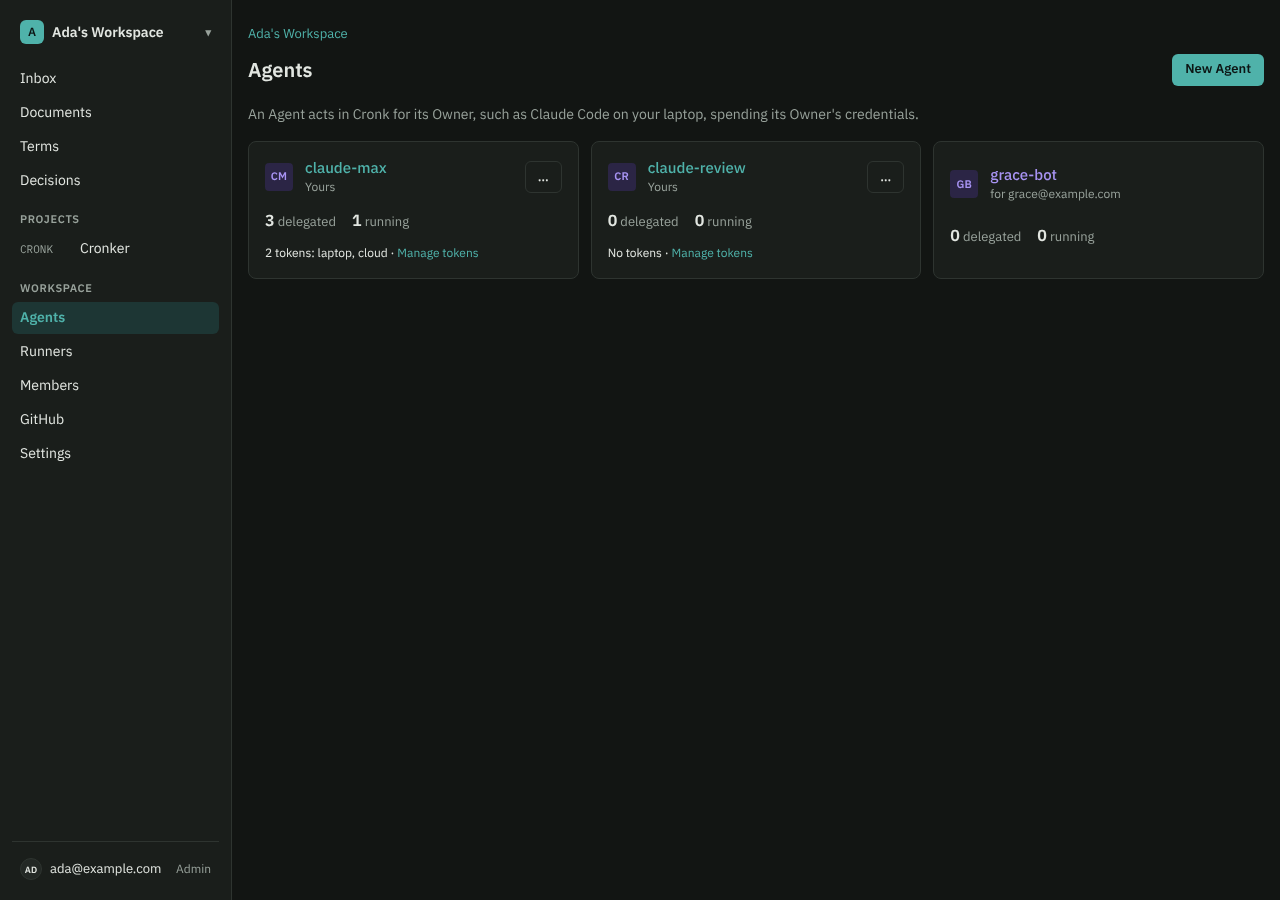 A Ada's Workspace ▾
Inbox
Documents
Terms
Decisions
PROJECTS
CRONK Cronker
WORKSPACE
Agents
Runners
Members
GitHub
Settings
AD ada@example.com Admin
Ada's Workspace
Agents
New Agent
An Agent acts in Cronk for its Owner, such as Claude Code on your laptop, spending its Owner's credentials.
CM claude-max ...
Yours
3 delegated 1 running
2 tokens: laptop, cloud · Manage tokens
CR claude-review ...
Yours
0 delegated 0 running
No tokens · Manage tokens
GB grace-bot
for grace@example.com
0 delegated 0 running